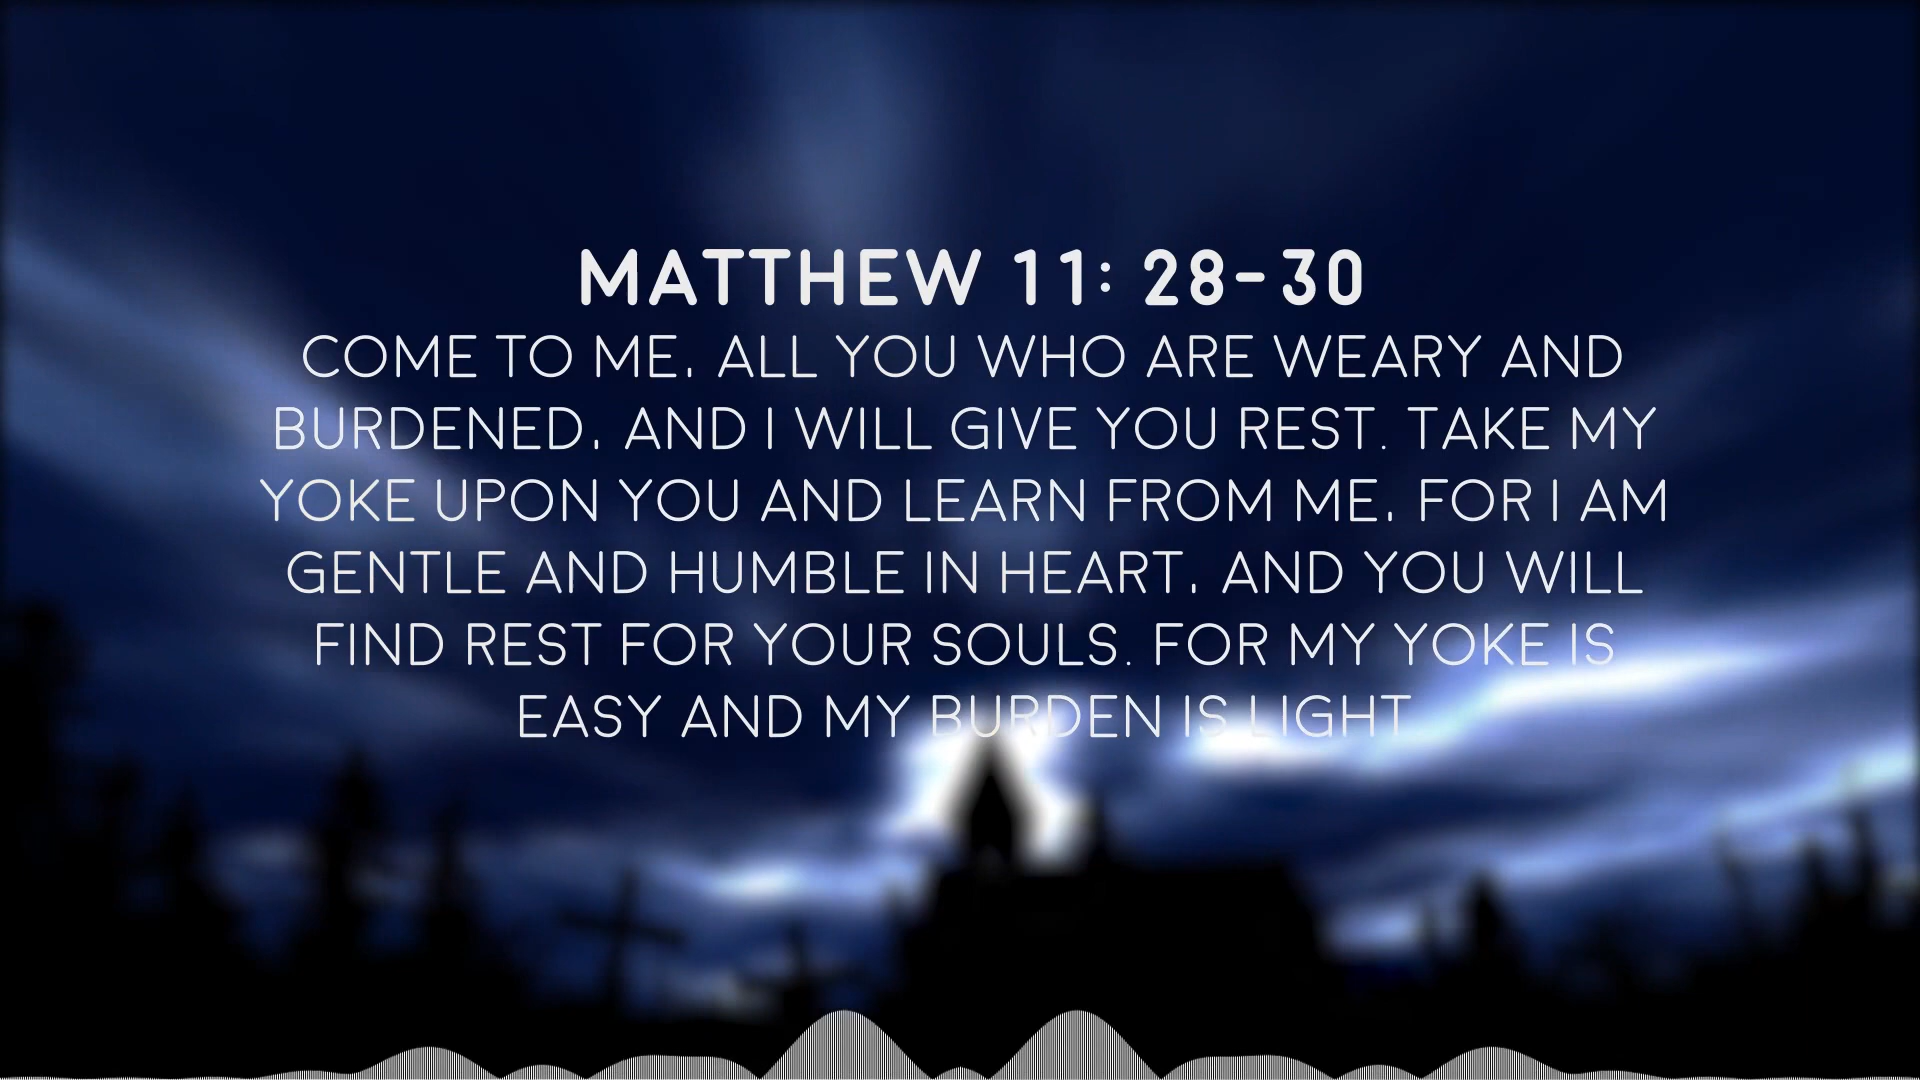 MATTHEW 11: 28-30
COME TO ME, ALL YOU WHO ARE WEARY AND
BURDENED, AND I WILL GIVE YOU REST. TAKE MY
YOKE UPON YOU AND LEARN FROM ME, FOR I AM
GENTLE AND HUMBLE IN HEART, AND YOU WILL
FIND REST FOR YOUR SOULS. FOR MY YOKE IS
EASY AND MY BURDEN IS LIGHT